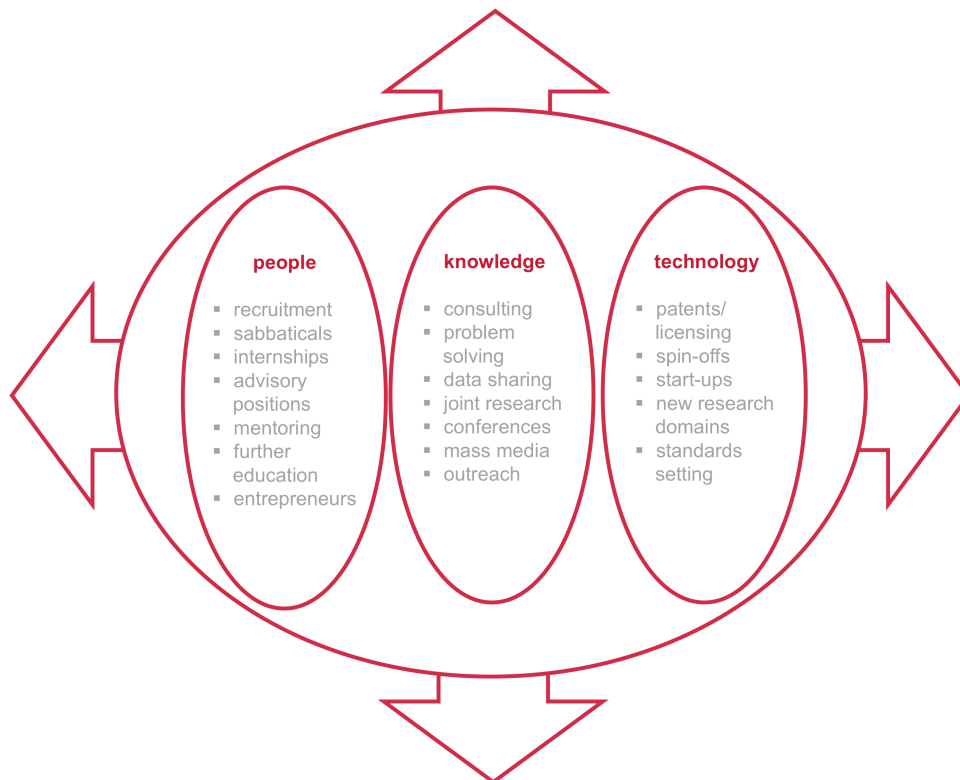 people
▪ recruitment
▪ sabbaticals
▪ internships
▪ advisory
positions
▪ mentoring
▪ further
education
▪ entrepreneurs
knowledge
▪ consulting
▪ problem
solving
▪ data sharing
▪ joint research
▪ conferences
▪ mass media
▪ outreach
technology
▪ patents/
licensing
▪ spin-offs
▪ start-ups
▪ new research
domains
▪ standards
setting